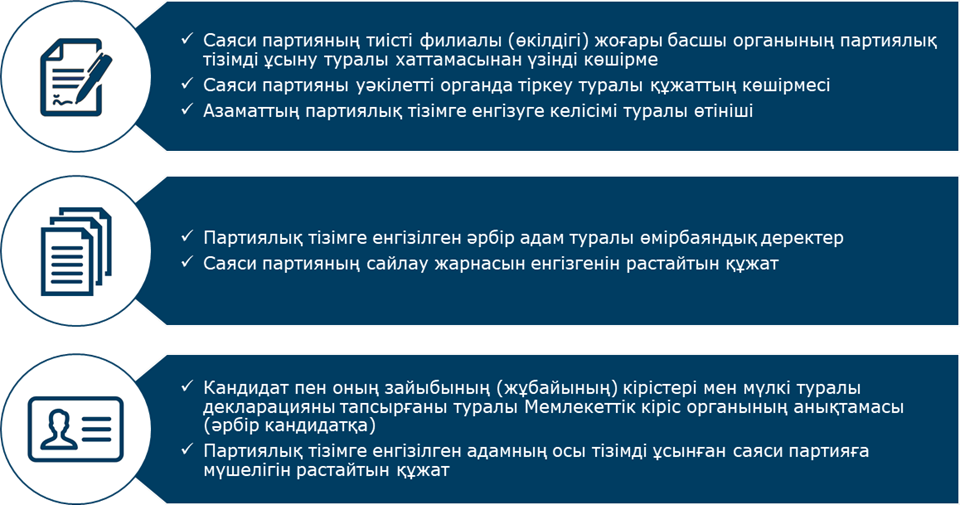 ✓ Саяси партияның тиісті филиалы (өкілдігі) жоғары басшы органының партиялық
тізімді ұсыну туралы хаттамасынан үзінді көшірме
✓ Саяси партияны уәкілетті органда тіркеу туралы құжаттың көшірмесі
✓ Азаматтың партиялық тізімге енгізуге келісімі туралы өтініші
✓ Партиялық тізімге енгізілген әрбір адам туралы өмірбаяндық деректер
✓ Саяси партияның сайлау жарнасын енгізгенін растайтын құжат
✓ Кандидат пен оның зайыбының (жұбайының) кірістері мен мүлкі туралы
декларацияны тапсырғаны туралы Мемлекеттік кіріс органының анықтамасы
(әрбір кандидатқа)
✓ Партиялық тізімге енгізілген адамның осы тізімді ұсынған саяси партияға
мүшелігін растайтын құжат